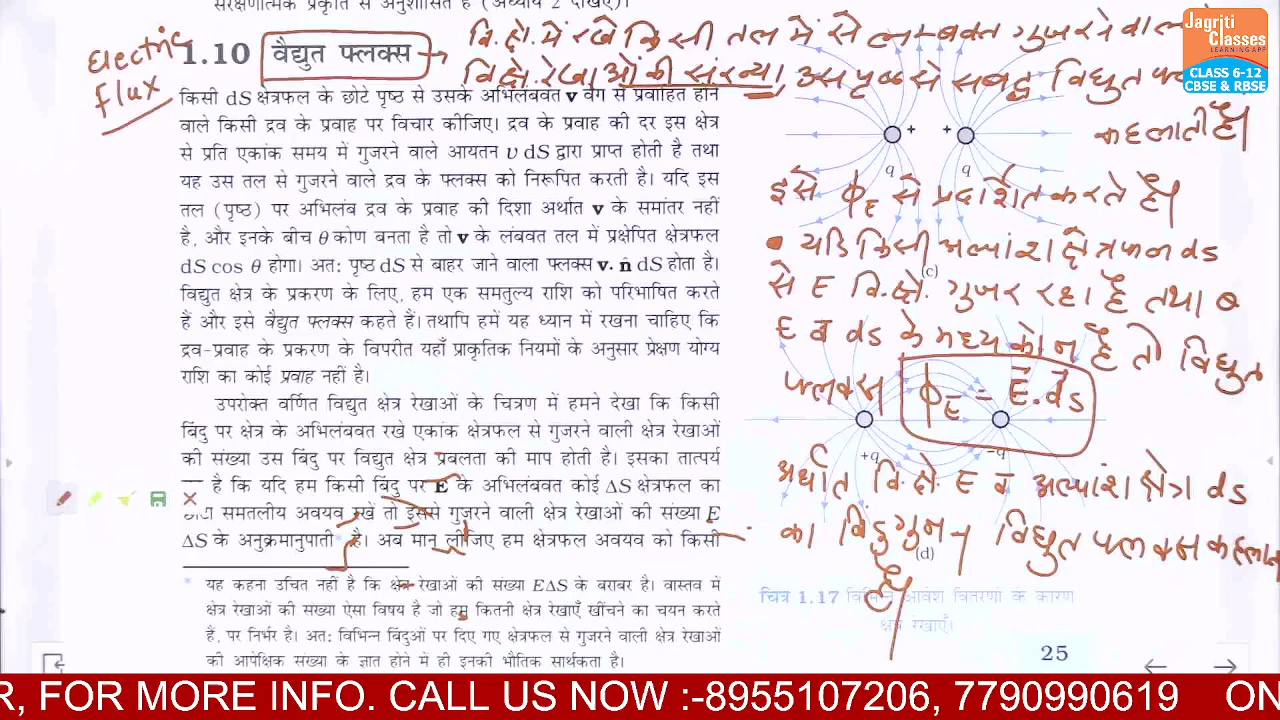 संरक्षणात्मक प्रकृति से अनुशासित है (अध्याय 2 देखिए)।
Electric flux
1.10 वैद्युत फ्लक्स
किसी dS क्षेत्रफल के छोटे पृष्ठ से उसके अभिलंबवत v वेग से प्रवाहित होने
वाले किसी द्रव के प्रवाह पर विचार कीजिए। द्रव के प्रवाह की दर इस क्षेत्र
से प्रति एकांक समय में गुजरने वाले आयतन υ dS द्वारा प्राप्त होती है तथा
यह उस तल से गुजरने वाले द्रव के फ्लक्स को निरूपित करती है। यदि इस
तल (पृष्ठ) पर अभिलंब द्रव के प्रवाह की दिशा अर्थात v के समांतर नहीं
है, और इनके बीच θ कोण बनता है तो v के लंबवत तल में प्रक्षेपित क्षेत्रफल
dS cos θ होगा। अत: पृष्ठ dS से बाहर जाने वाला फ्लक्स v. n̂ dS होता है।
विद्युत क्षेत्र के प्रकरण के लिए, हम एक समतुल्य राशि को परिभाषित करते
हैं और इसे वैद्युत फ्लक्स कहते हैं। तथापि हमें यह ध्यान में रखना चाहिए कि
द्रव-प्रवाह के प्रकरण के विपरीत यहाँ प्राकृतिक नियमों के अनुसार प्रेक्षण योग्य
राशि का कोई प्रवाह नहीं है।
उपरोक्त वर्णित विद्युत क्षेत्र रेखाओं के चित्रण में हमने देखा कि किसी
बिंदु पर क्षेत्र के अभिलंबवत रखे एकांक क्षेत्रफल से गुजरने वाली क्षेत्र रेखाओं
की संख्या उस बिंदु पर विद्युत क्षेत्र प्रबलता की माप होती है। इसका तात्पर्य
है कि यदि हम किसी बिंदु पर E के अभिलंबवत कोई ΔS क्षेत्रफल का
समतलीय अवयव रखें तो इससे गुजरने वाली क्षेत्र रेखाओं की संख्या E
ΔS के अनुक्रमानुपाती * है। अब मान लीजिए हम क्षेत्रफल अवयव को किसी
* यह कहना उचित नहीं है कि क्षेत्र रेखाओं की संख्या EΔS के बराबर है। वास्तव में
क्षेत्र रेखाओं की संख्या ऐसा विषय है जो हम कितनी क्षेत्र रेखाएँ खींचने का चयन करते
हैं, पर निर्भर है। अत: विभिन्न बिंदुओं पर दिए गए क्षेत्रफल से गुजरने वाली क्षेत्र रेखाओं
की आपेक्षिक संख्या के ज्ञात होने में ही इनकी भौतिक सार्थकता है।
वि.क्षे. में रखे किसी तल में से लम्बवत गुजरने
वि.क्षे. रेखाओं की संख्या उस पृष्ठ से सम्बद्ध विद्युत
कहलाती है।
इसे ϕE से प्रदर्शित करते है।
• यदि किसी अल्पांश क्षेत्रफल ds
से E वि.क्षे. गुजर रहा है तथा
E व ds के मध्य कोन θ है तो विद्युत
फ्लक्स ϕE = E⃗ . d⃗s
अर्थात वि.क्षे. E व अल्पांश क्षेत्र ds
का बिंदु गुनन विद्युत फ्लक्स कहलाता
है
+ +
q q
(c)
+q -q
(d)
चित्र 1.17 विभिन्न आवेश वितरणों के कारण
क्षेत्र रेखाएँ।
25
Jagriti
Classes
LEARNING APP
CLASS 6-12
CBSE & RBSE
R, FOR MORE INFO. CALL US NOW :-8955107206, 7790990619 ON